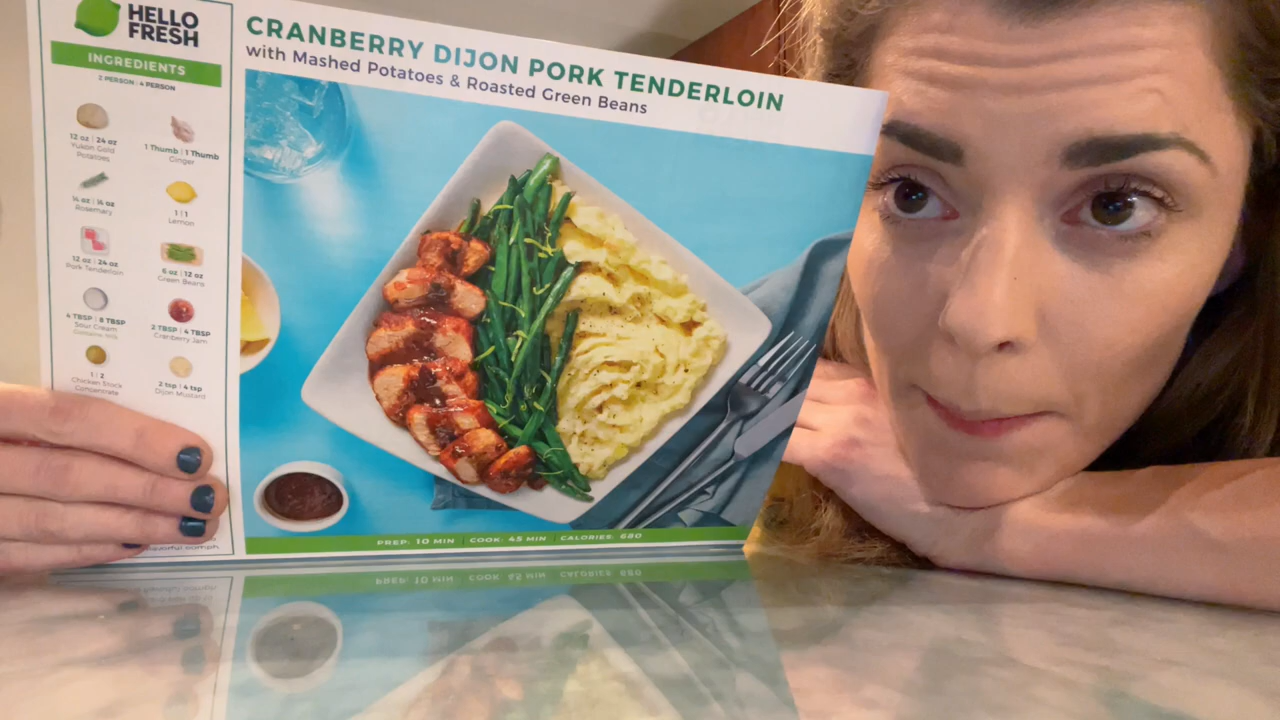 HELLO
FRESH
INGREDIENTS
2 PERSON | 4 PERSON
12 oz | 24 oz
Yukon Gold
Potatoes
1 Thumb | 1 Thumb
Ginger
¼ oz | ¼ oz
Rosemary
1 | 1
Lemon
12 oz | 24 oz
Pork Tenderloin
6 oz | 12 oz
Green Beans
4 TBSP | 8 TBSP
Sour Cream
Contains: Milk
2 TBSP | 4 TBSP
Cranberry Jam
1 | 2
Chicken Stock
Concentrate
2 tsp | 4 tsp
Dijon Mustard
flavorful oomph
CRANBERRY DIJON PORK TENDERLOIN
with Mashed Potatoes & Roasted Green Beans
PREP: 10 MIN | COOK: 45 MIN | CALORIES: 680